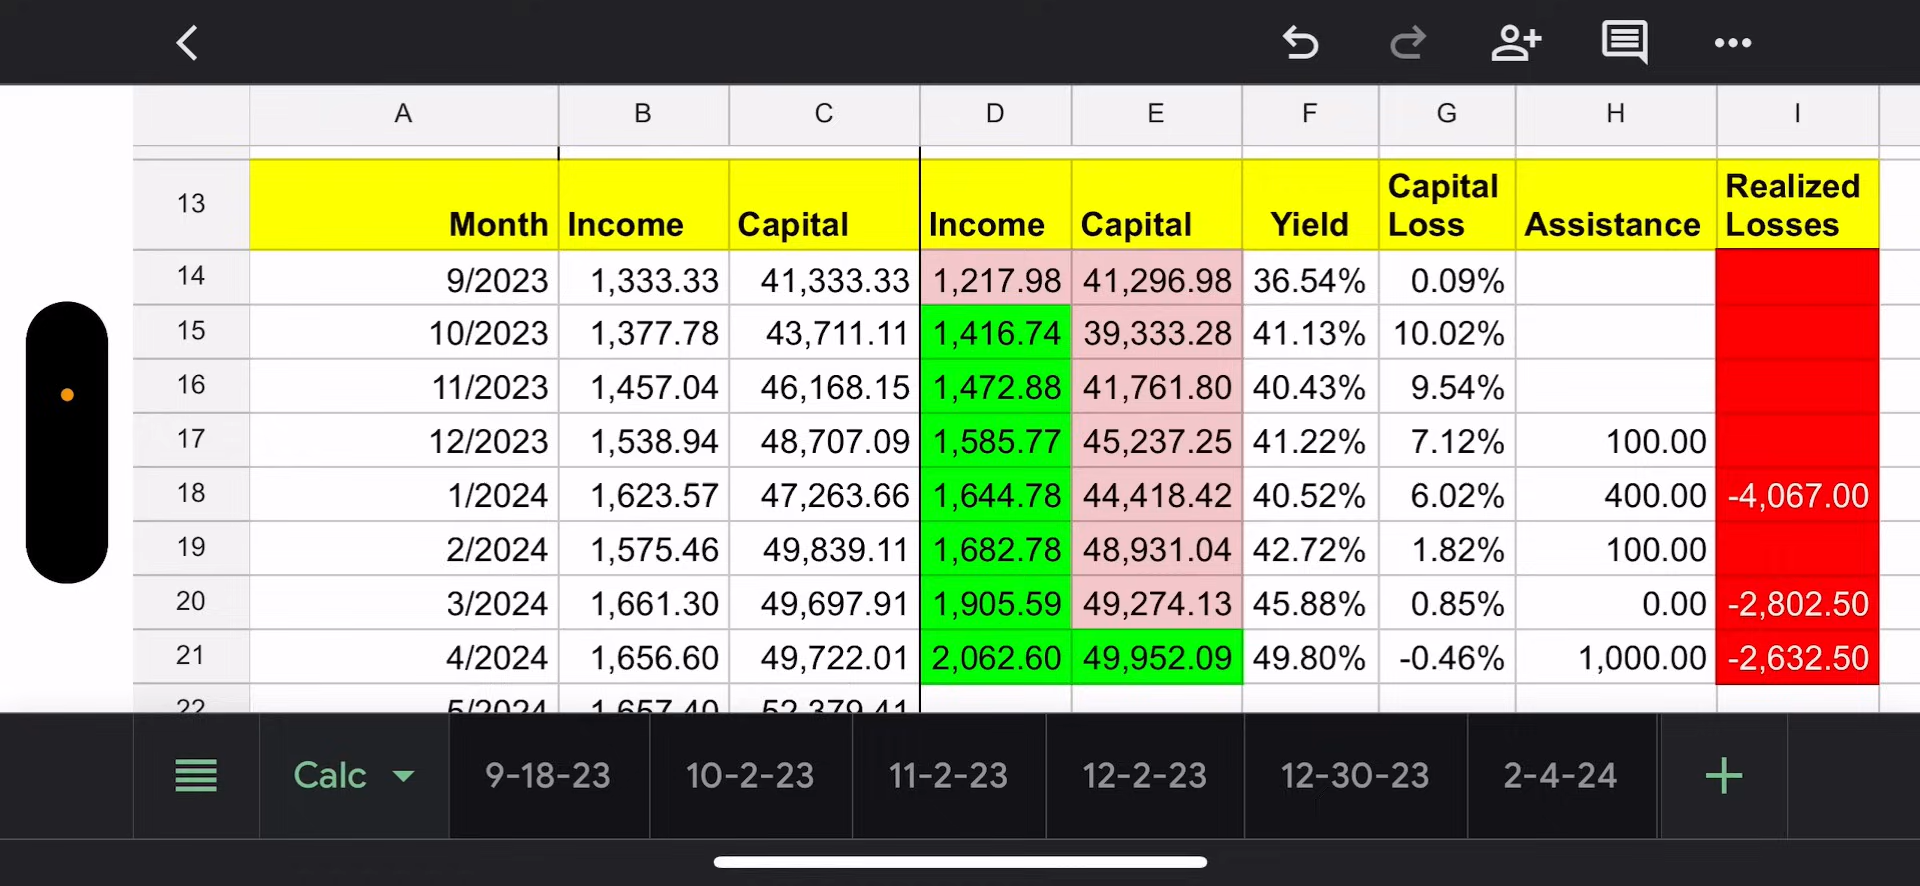 A B C D E F G H I
13 Month Income Capital Income Capital Yield Capital Loss Assistance Realized Losses
14 9/2023 1,333.33 41,333.33 1,217.98 41,296.98 36.54% 0.09%
15 10/2023 1,377.78 43,711.11 1,416.74 39,333.28 41.13% 10.02%
16 11/2023 1,457.04 46,168.15 1,472.88 41,761.80 40.43% 9.54%
17 12/2023 1,538.94 48,707.09 1,585.77 45,237.25 41.22% 7.12% 100.00
18 1/2024 1,623.57 47,263.66 1,644.78 44,418.42 40.52% 6.02% 400.00 -4,067.00
19 2/2024 1,575.46 49,839.11 1,682.78 48,931.04 42.72% 1.82% 100.00
20 3/2024 1,661.30 49,697.91 1,905.59 49,274.13 45.88% 0.85% 0.00 -2,802.50
21 4/2024 1,656.60 49,722.01 2,062.60 49,952.09 49.80% -0.46% 1,000.00 -2,632.50
22 5/2024 1,657.40 52,379.41
Calc 9-18-23 10-2-23 11-2-23 12-2-23 12-30-23 2-4-24